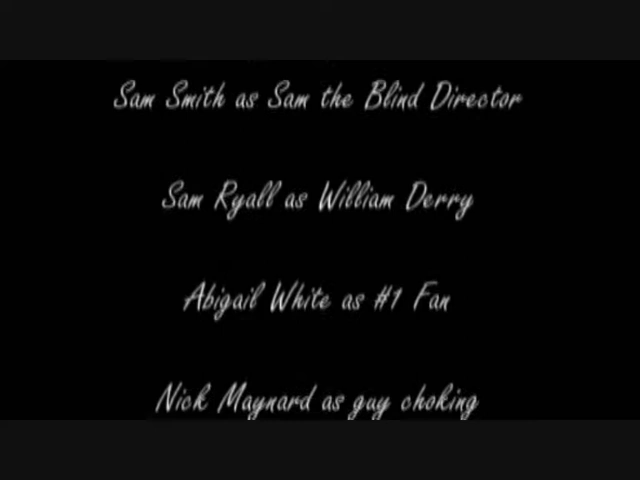 Sam Smith as Sam the Blind Director
Sam Ryall as William Derry
Abigail White as #1 Fan
Nick Maynard as guy choking